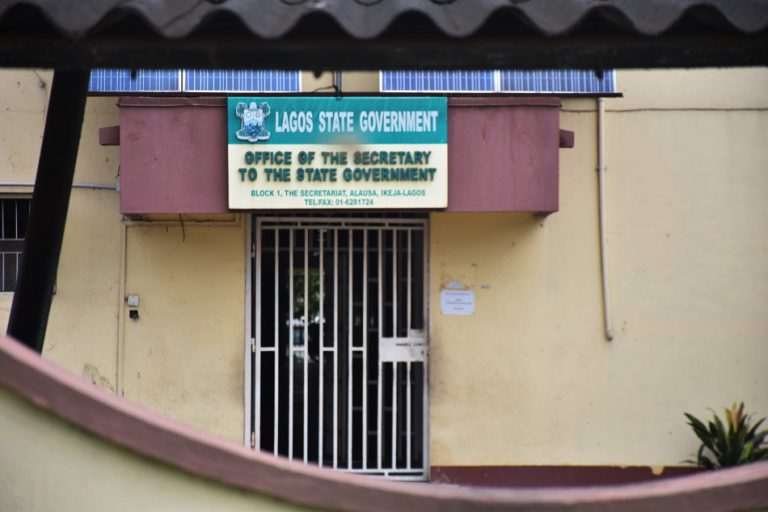 LAGOS STATE GOVERNMENT
OFFICE OF THE SECRETARY
TO THE STATE GOVERNMENT
BLOCK 1, THE SECRETARIAT, ALAUSA, IKEJA-LAGOS
TEL/FAX: 01-6281724